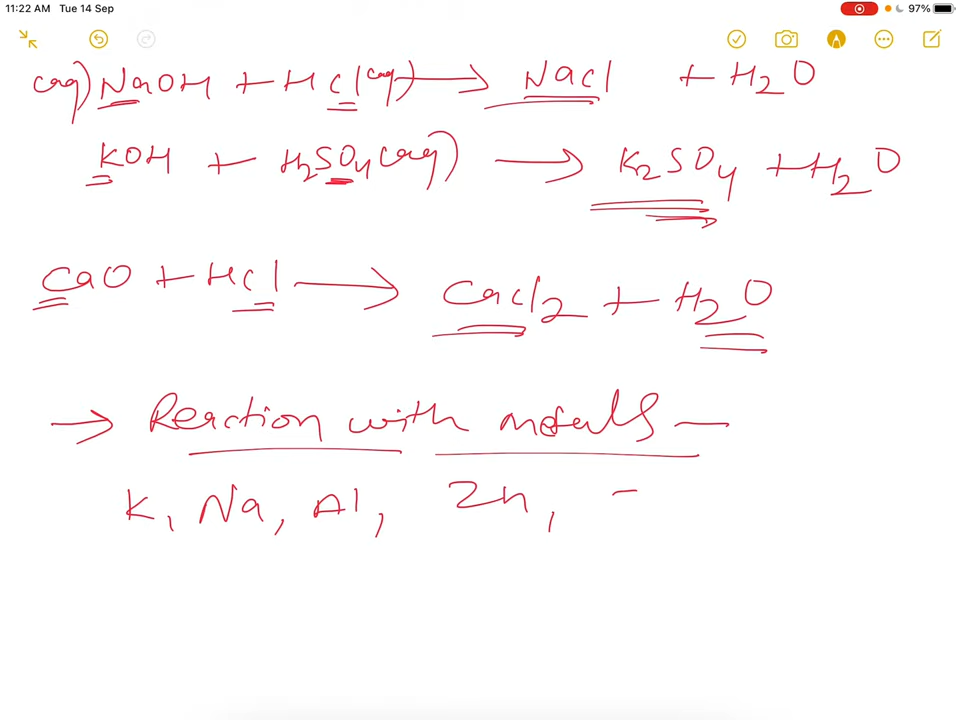 11:22 AM Tue 14 Sep 97%
(aq) NaOH + HCl (aq) → NaCl + H₂O
KOH + H₂SO₄ (aq) → K₂SO₄ + H₂O
CaO + HCl → CaCl₂ + H₂O
→ Reaction with metals —
K, Na, Al, Zn,